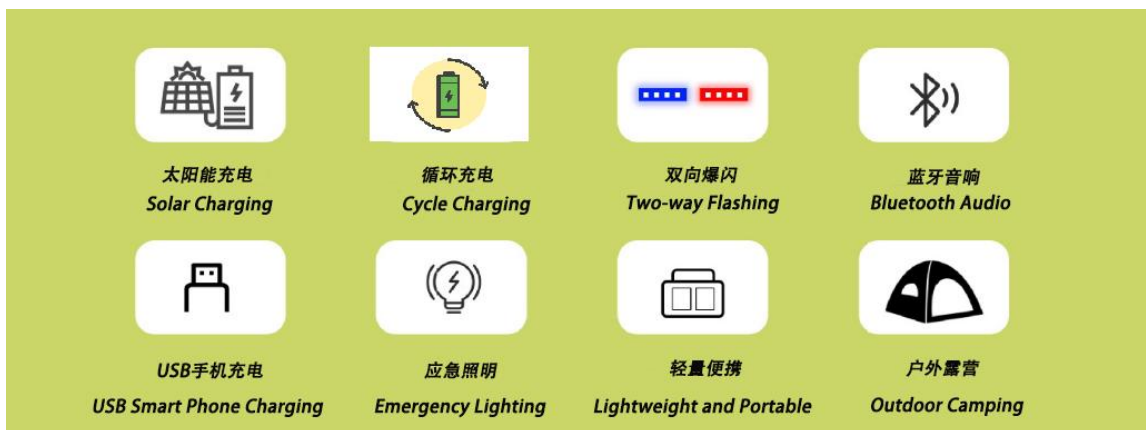 太阳能充电
Solar Charging
循环充电
Cycle Charging
双向爆闪
Two-way Flashing
蓝牙音响
Bluetooth Audio
USB手机充电
USB Smart Phone Charging
应急照明
Emergency Lighting
轻量便携
Lightweight and Portable
户外露营
Outdoor Camping